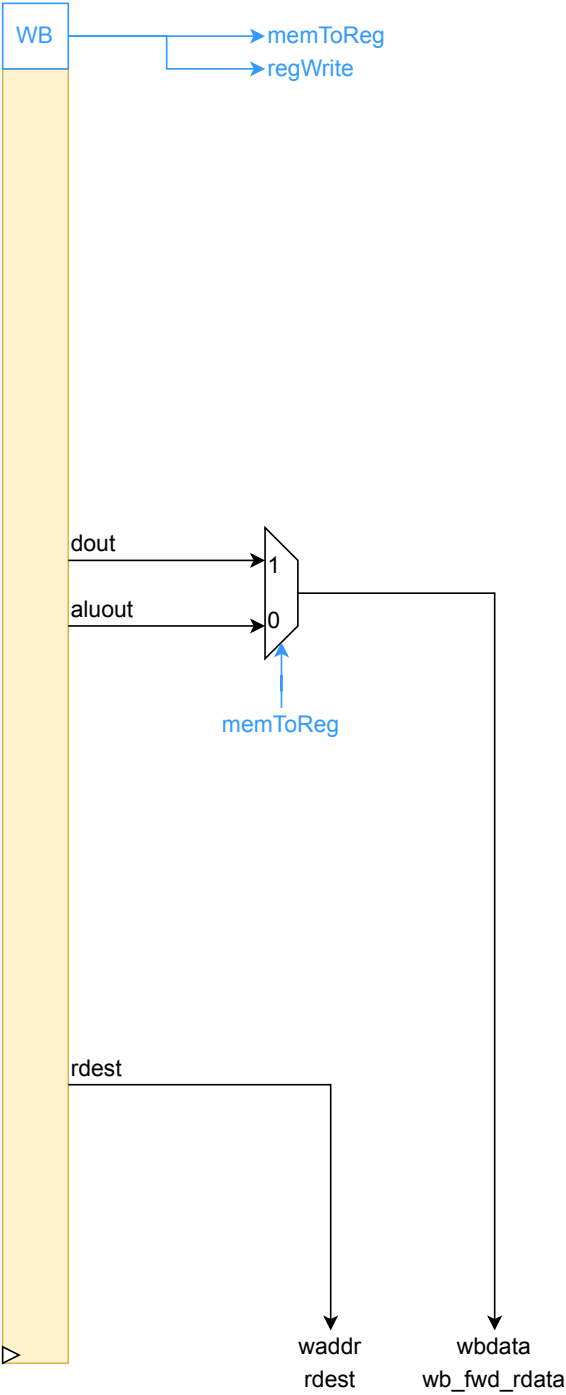 WB
memToReg
regWrite
dout
1
aluout
0
memToReg
rdest
waddr
wbdata
rdest
wb_fwd_rdata